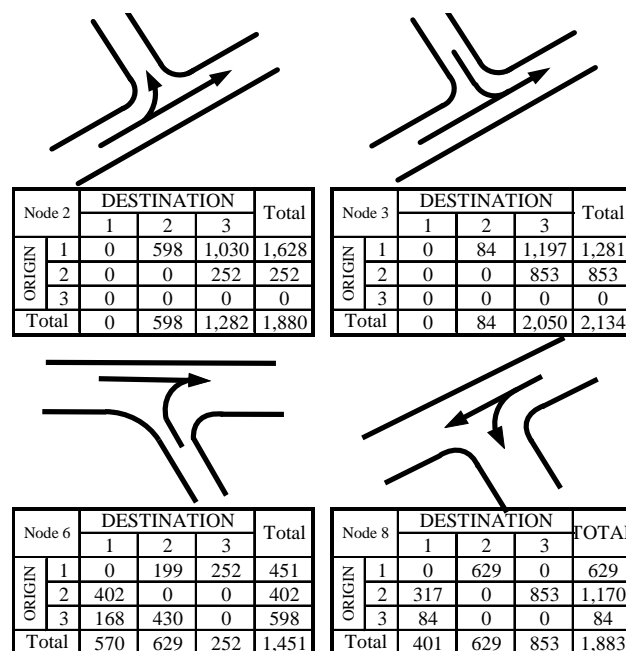 Node 2 DESTINATION Total
1 2 3
ORIGIN 1 0 598 1,030 1,628
2 0 0 252 252
3 0 0 0 0
Total 0 598 1,282 1,880
Node 3 DESTINATION Total
1 2 3
ORIGIN 1 0 84 1,197 1,281
2 0 0 853 853
3 0 0 0 0
Total 0 84 2,050 2,134
Node 6 DESTINATION Total
1 2 3
ORIGIN 1 0 199 252 451
2 402 0 0 402
3 168 430 0 598
Total 570 629 252 1,451
Node 8 DESTINATION TOTAL
1 2 3
ORIGIN 1 0 629 0 629
2 317 0 853 1,170
3 84 0 0 84
Total 401 629 853 1,883